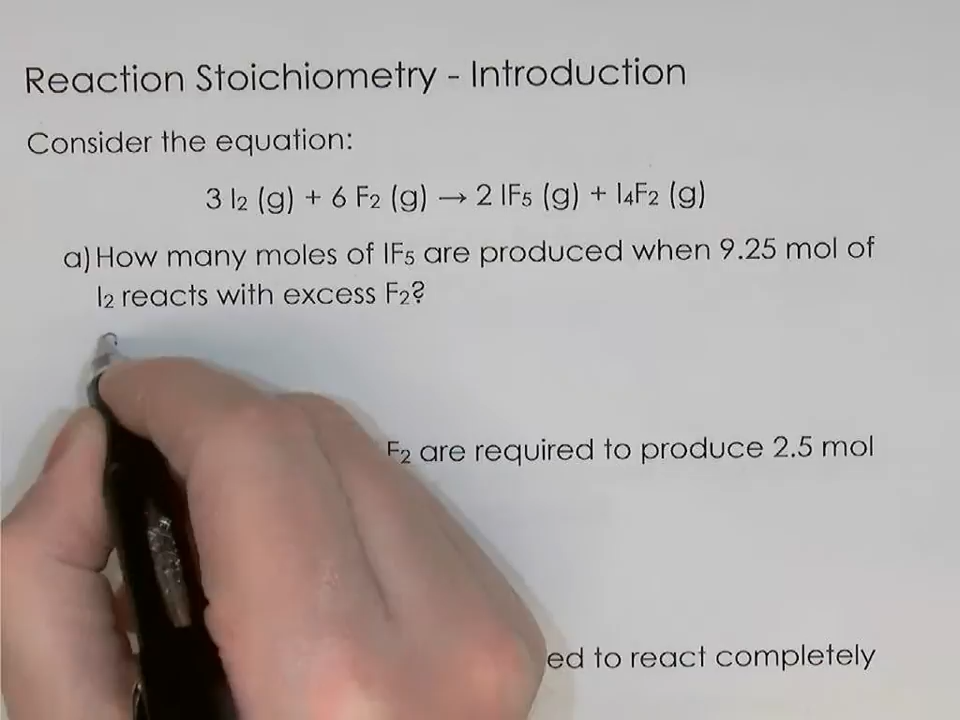 Reaction Stoichiometry - Introduction
Consider the equation:
3 I₂ (g) + 6 F₂ (g) → 2 IF₅ (g) + I₄F₂ (g)
a) How many moles of IF₅ are produced when 9.25 mol of
I₂ reacts with excess F₂?
F₂ are required to produce 2.5 mol
ed to react completely